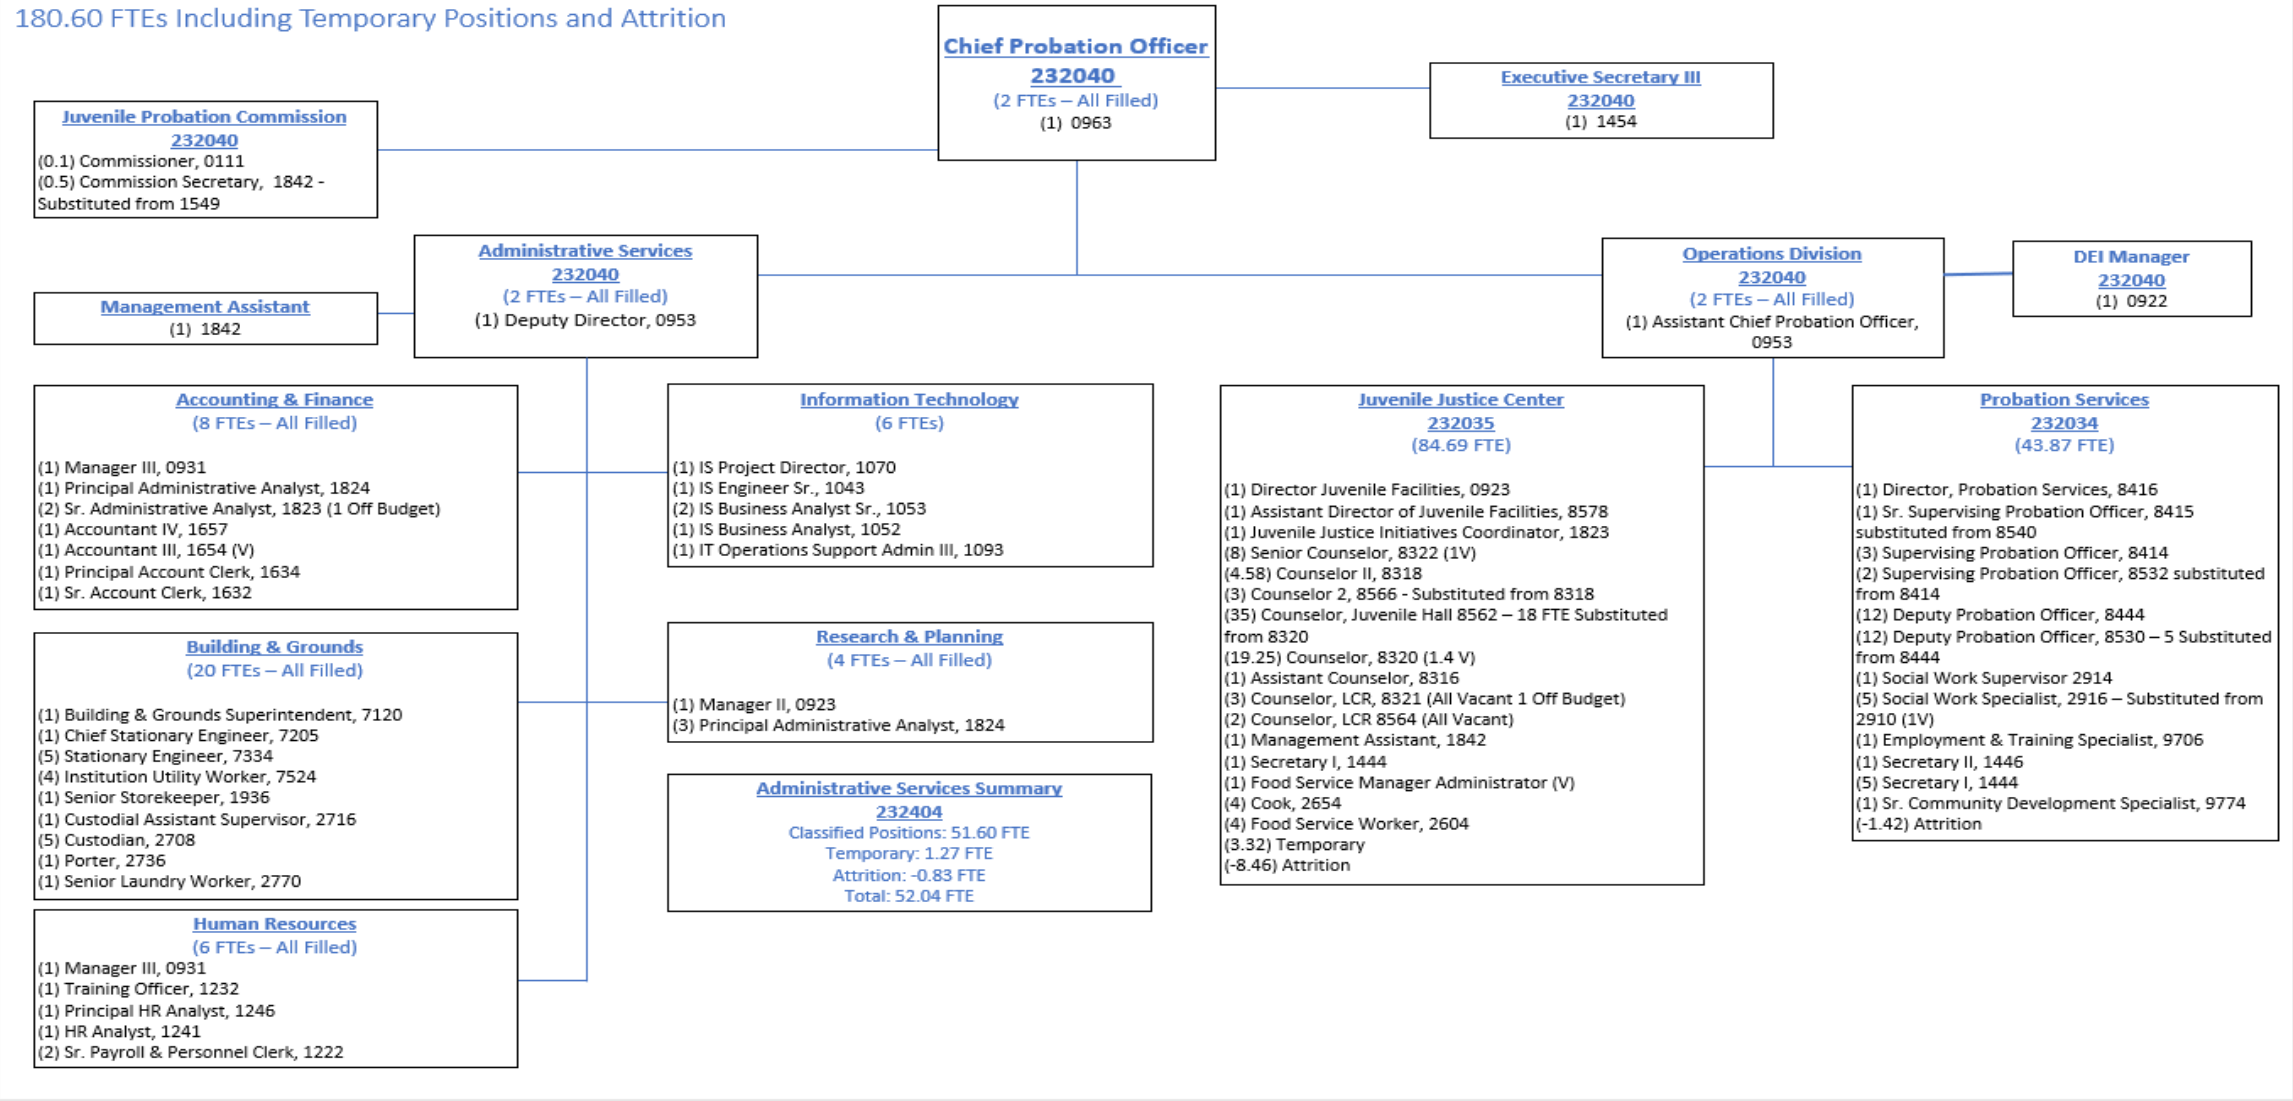 180.60 FTEs Including Temporary Positions and Attrition
Chief Probation Officer
232040
(2 FTEs – All Filled)
(1) 0963
Executive Secretary III
232040
(1) 1454
Juvenile Probation Commission
232040
(0.1) Commissioner, 0111
(0.5) Commission Secretary, 1842 -
Substituted from 1549
Administrative Services
232040
(2 FTEs – All Filled)
(1) Deputy Director, 0953
Management Assistant
(1) 1842
Operations Division
232040
(2 FTEs – All Filled)
(1) Assistant Chief Probation Officer,
0953
DEI Manager
232040
(1) 0922
Accounting & Finance
(8 FTEs – All Filled)
(1) Manager III, 0931
(1) Principal Administrative Analyst, 1824
(2) Sr. Administrative Analyst, 1823 (1 Off Budget)
(1) Accountant IV, 1657
(1) Accountant III, 1654 (V)
(1) Principal Account Clerk, 1634
(1) Sr. Account Clerk, 1632
Information Technology
(6 FTEs)
(1) IS Project Director, 1070
(1) IS Engineer Sr., 1043
(2) IS Business Analyst Sr., 1053
(1) IS Business Analyst, 1052
(1) IT Operations Support Admin III, 1093
Building & Grounds
(20 FTEs – All Filled)
(1) Building & Grounds Superintendent, 7120
(1) Chief Stationary Engineer, 7205
(5) Stationary Engineer, 7334
(4) Institution Utility Worker, 7524
(1) Senior Storekeeper, 1936
(1) Custodial Assistant Supervisor, 2716
(5) Custodian, 2708
(1) Porter, 2736
(1) Senior Laundry Worker, 2770
Research & Planning
(4 FTEs – All Filled)
(1) Manager II, 0923
(3) Principal Administrative Analyst, 1824
Administrative Services Summary
232404
Classified Positions: 51.60 FTE
Temporary: 1.27 FTE
Attrition: -0.83 FTE
Total: 52.04 FTE
Human Resources
(6 FTEs – All Filled)
(1) Manager III, 0931
(1) Training Officer, 1232
(1) Principal HR Analyst, 1246
(1) HR Analyst, 1241
(2) Sr. Payroll & Personnel Clerk, 1222
Juvenile Justice Center
232035
(84.69 FTE)
(1) Director Juvenile Facilities, 0923
(1) Assistant Director of Juvenile Facilities, 8578
(1) Juvenile Justice Initiatives Coordinator, 1823
(8) Senior Counselor, 8322 (1V)
(4.58) Counselor II, 8318
(3) Counselor 2, 8566 - Substituted from 8318
(35) Counselor, Juvenile Hall 8562 – 18 FTE Substituted
from 8320
(19.25) Counselor, 8320 (1.4 V)
(1) Assistant Counselor, 8316
(3) Counselor, LCR, 8321 (All Vacant 1 Off Budget)
(2) Counselor, LCR 8564 (All Vacant)
(1) Management Assistant, 1842
(1) Secretary I, 1444
(1) Food Service Manager Administrator (V)
(4) Cook, 2654
(4) Food Service Worker, 2604
(3.32) Temporary
(-8.46) Attrition
Probation Services
232034
(43.87 FTE)
(1) Director, Probation Services, 8416
(1) Sr. Supervising Probation Officer, 8415
substituted from 8540
(3) Supervising Probation Officer, 8414
(2) Supervising Probation Officer, 8532 substituted
from 8414
(12) Deputy Probation Officer, 8444
(12) Deputy Probation Officer, 8530 – 5 Substituted
from 8444
(1) Social Work Supervisor 2914
(5) Social Work Specialist, 2916 – Substituted from
2910 (1V)
(1) Employment & Training Specialist, 9706
(1) Secretary II, 1446
(5) Secretary I, 1444
(1) Sr. Community Development Specialist, 9774
(-1.42) Attrition